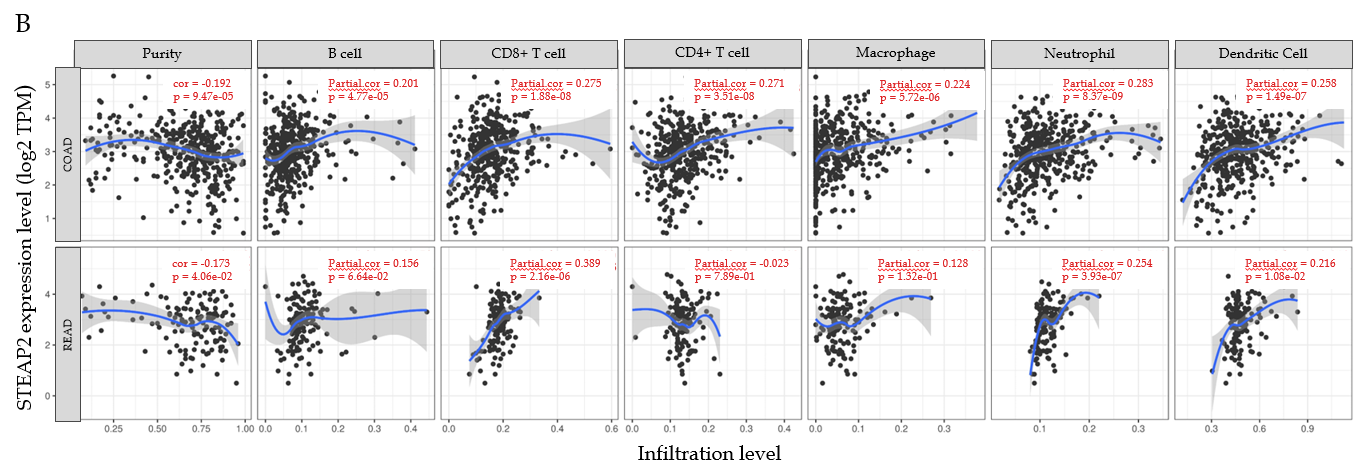 B
Purity B cell CD8+ T cell CD4+ T cell Macrophage Neutrophil Dendritic Cell
STEAP2 expression level (log2 TPM)
COAD
5
4
3
2
1
cor = -0.192
p = 9.47e-05
Partial.cor = 0.201
p = 4.77e-05
Partial.cor = 0.275
p = 1.88e-08
Partial.cor = 0.271
p = 3.51e-08
Partial.cor = 0.224
p = 5.72e-06
Partial.cor = 0.283
p = 8.37e-09
Partial.cor = 0.258
p = 1.49e-07
READ
4
2
0
cor = -0.173
p = 4.06e-02
Partial.cor = 0.156
p = 6.64e-02
Partial.cor = 0.389
p = 2.16e-06
Partial.cor = -0.023
p = 7.89e-01
Partial.cor = 0.128
p = 1.32e-01
Partial.cor = 0.254
p = 3.93e-07
Partial.cor = 0.216
p = 1.08e-02
0.25 0.50 0.75 1.00 0.0 0.1 0.2 0.3 0.4 0.0 0.2 0.4 0.6 0.0 0.1 0.2 0.3 0.4 0.0 0.1 0.2 0.3 0.1 0.2 0.3 0.3 0.6 0.9
Infiltration level